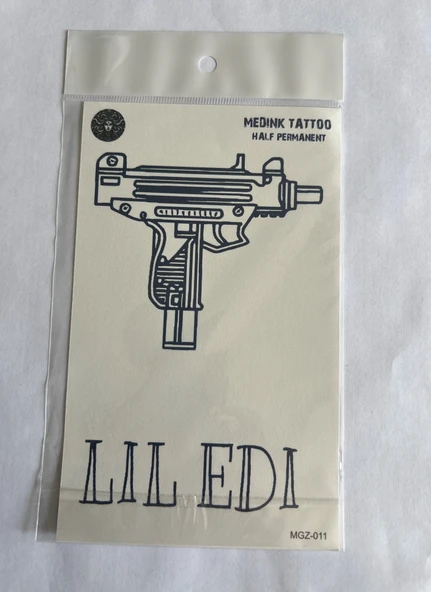 MEDINK TATTOO
HALF PERMANENT
LIL EDI
MGZ-011